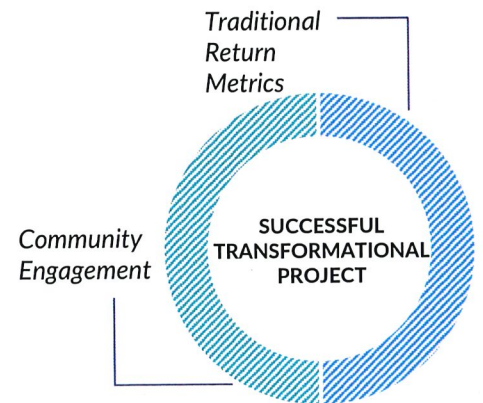 Traditional
Return
Metrics
Community
Engagement
SUCCESSFUL
TRANSFORMATIONAL
PROJECT